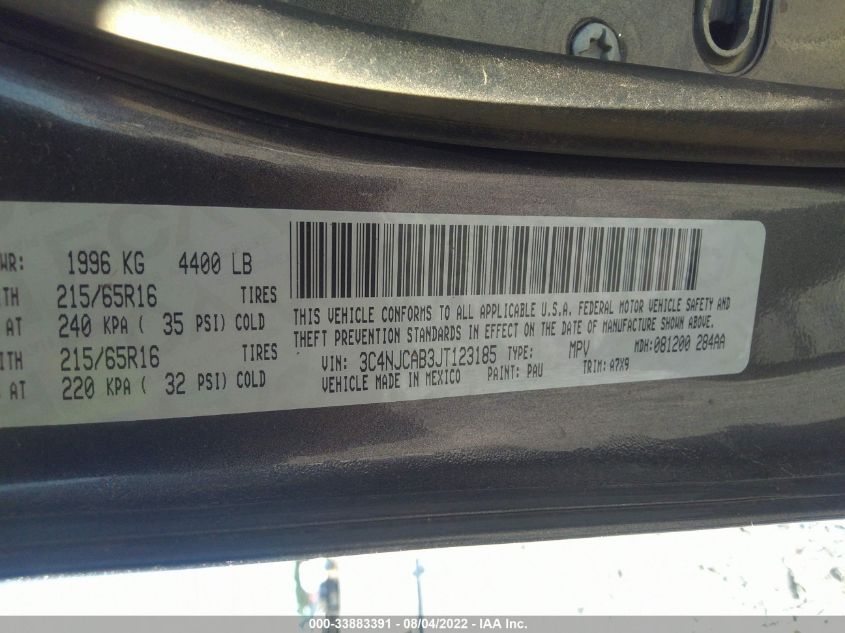 WR: 1996 KG 4400 LB
TH 215/65R16 TIRES
AT 240 KPA ( 35 PSI) COLD
ITH 215/65R16 TIRES
AT 220 KPA ( 32 PSI) COLD
THIS VEHICLE CONFORMS TO ALL APPLICABLE U.S.A. FEDERAL MOTOR VEHICLE SAFETY AND
THEFT PREVENTION STANDARDS IN EFFECT ON THE DATE OF MANUFACTURE SHOWN ABOVE.
VIN: 3C4NJCAB3JT123185 TYPE: MPV MDH:081200 284AA
VEHICLE MADE IN MEXICO PAINT: PAU TRIM: A7X9
000-33883391 - 08/04/2022 - © IAA Inc.